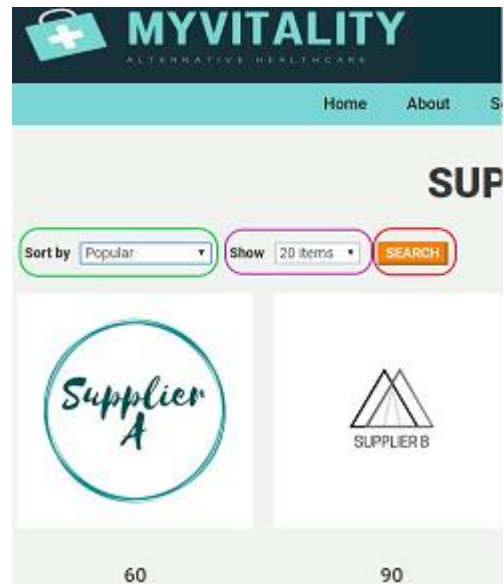 MYVITALITY
ALTERNATIVE HEALTHCARE
Home About S
SUP
Sort by Popular Show 20 items SEARCH
Supplier
A
SUPPLIER B
60 90